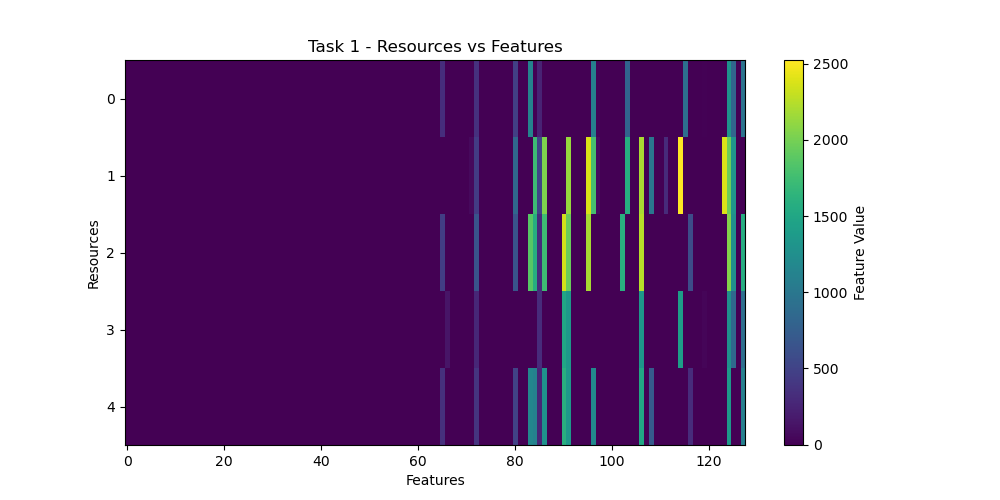 Task 1 - Resources vs Features
Resources
0
1
2
3
4
0 20 40 60 80 100 120
Features
2500
2000
1500
1000
500
0
Feature Value